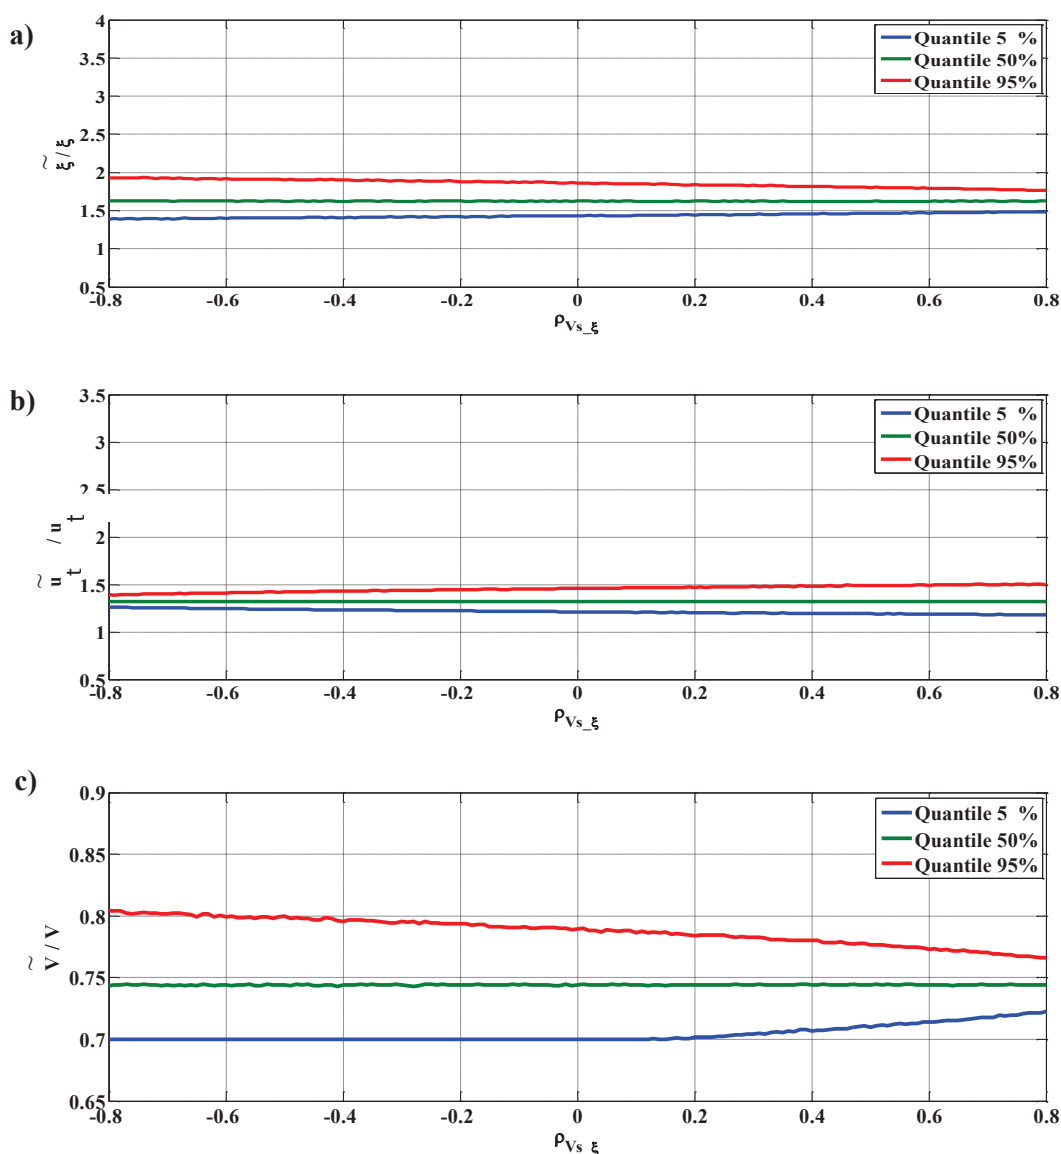 a)
4
3.5
3
2.5
2
1.5
1
0.5
ξ̃ / ξ
Quantile 5 %
Quantile 50%
Quantile 95%
-0.8 -0.6 -0.4 -0.2 0 0.2 0.4 0.6 0.8
ρVs_ξ
b)
3.5
3
2.5
2
1.5
1
0.5
ũt / ut
Quantile 5 %
Quantile 50%
Quantile 95%
-0.8 -0.6 -0.4 -0.2 0 0.2 0.4 0.6 0.8
ρVs_ξ
c)
0.9
0.85
0.8
0.75
0.7
0.65
Ṽ / V
Quantile 5 %
Quantile 50%
Quantile 95%
-0.8 -0.6 -0.4 -0.2 0 0.2 0.4 0.6 0.8
ρVs ξ